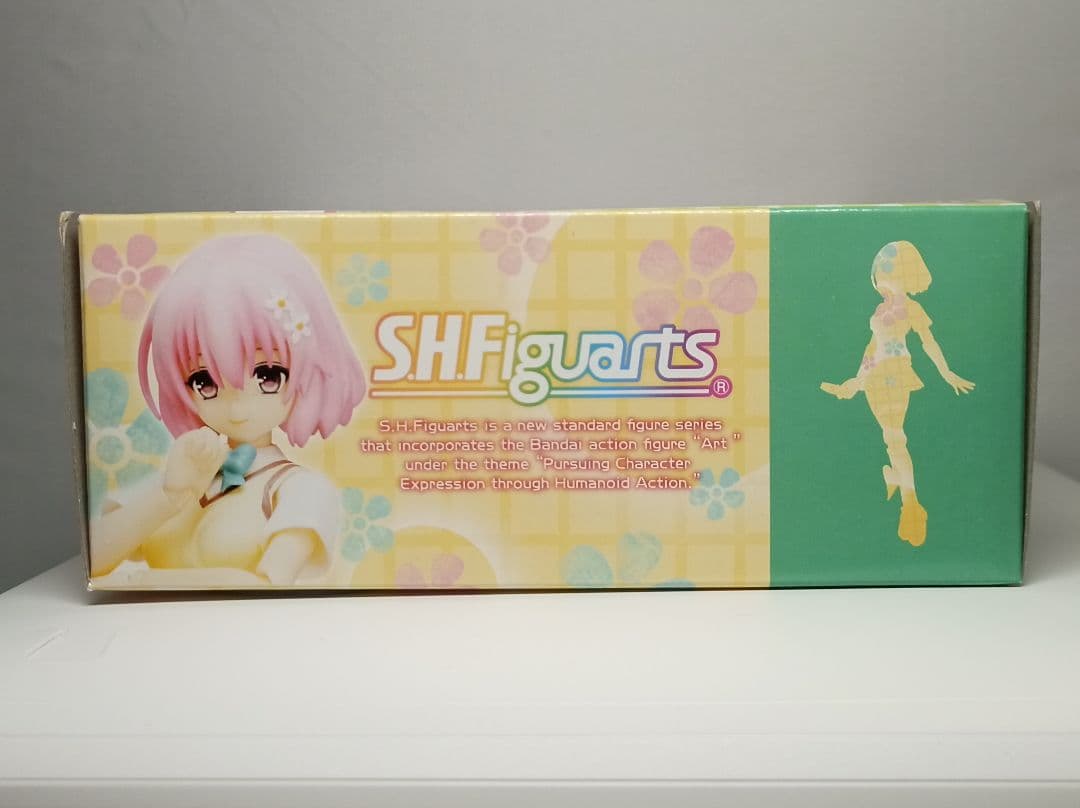 S.H.Figuarts
®
S.H.Figuarts is a new standard figure series
that incorporates the Bandai action figure "Art"
under the theme "Pursuing Character
Expression through Humanoid Action."